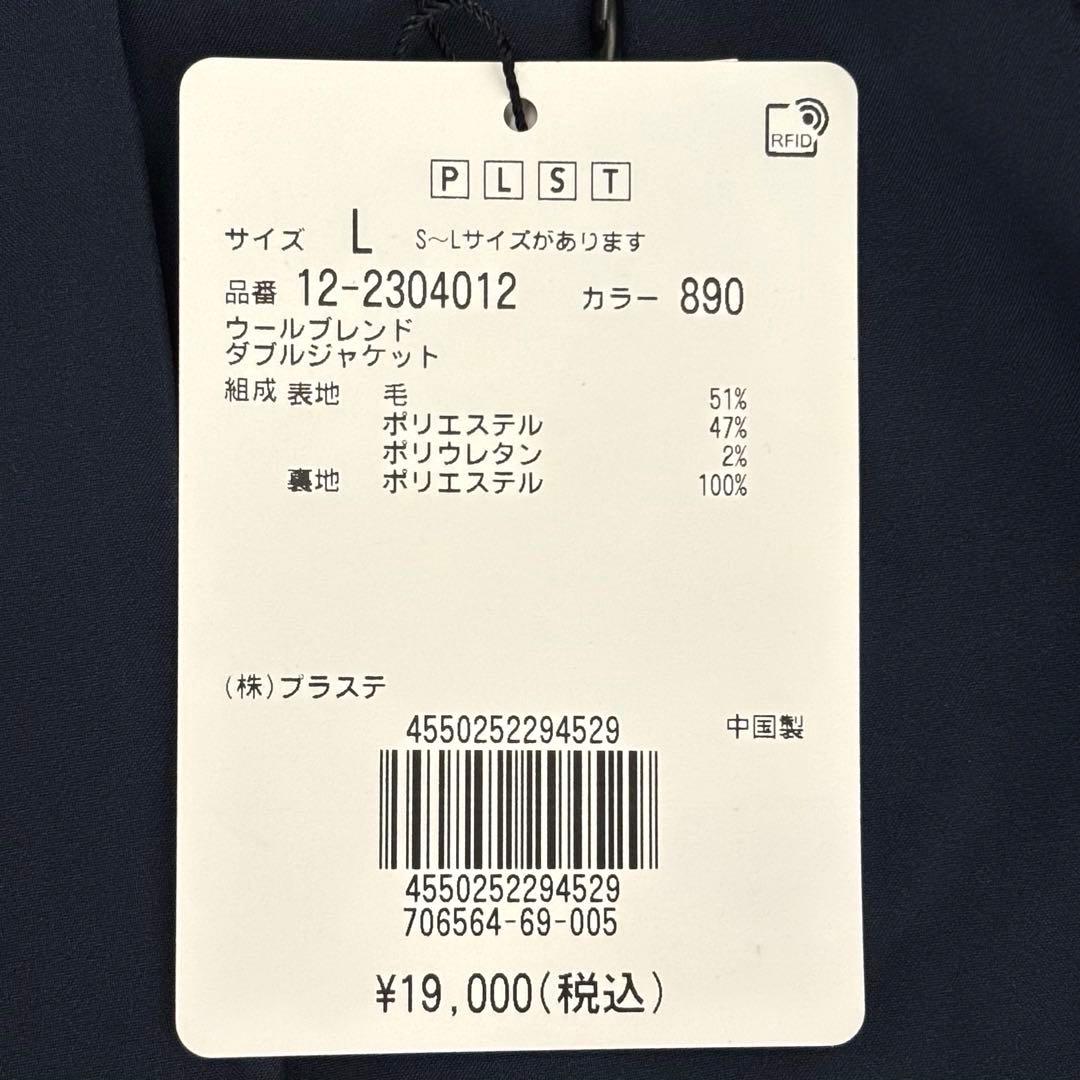 RFID
PLST
サイズ L S～Lサイズがあります
品番 12-2304012 カラー 890
ウールブレンド
ダブルジャケット
組成 表地 毛 51%
ポリエステル 47%
ポリウレタン 2%
裏地 ポリエステル 100%
(株)プラステ
4550252294529 中国製
4550252294529
706564-69-005
¥19,000(税込)